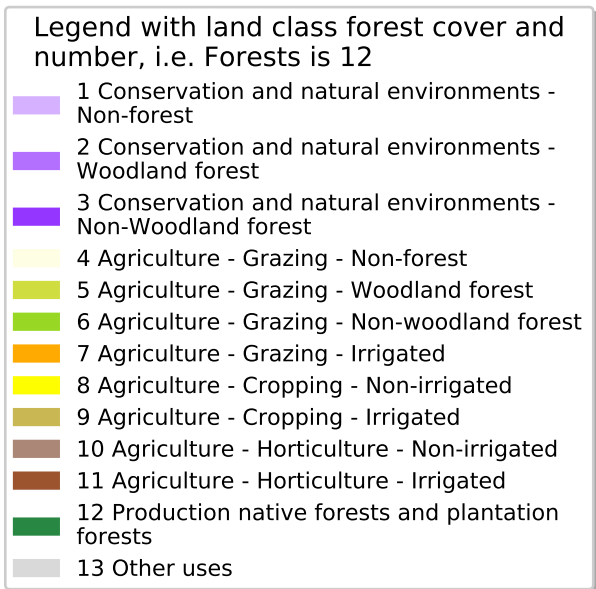 Legend with land class forest cover and
number, i.e. Forests is 12
1 Conservation and natural environments -
Non-forest
2 Conservation and natural environments -
Woodland forest
3 Conservation and natural environments -
Non-Woodland forest
4 Agriculture - Grazing - Non-forest
5 Agriculture - Grazing - Woodland forest
6 Agriculture - Grazing - Non-woodland forest
7 Agriculture - Grazing - Irrigated
8 Agriculture - Cropping - Non-irrigated
9 Agriculture - Cropping - Irrigated
10 Agriculture - Horticulture - Non-irrigated
11 Agriculture - Horticulture - Irrigated
12 Production native forests and plantation
forests
13 Other uses